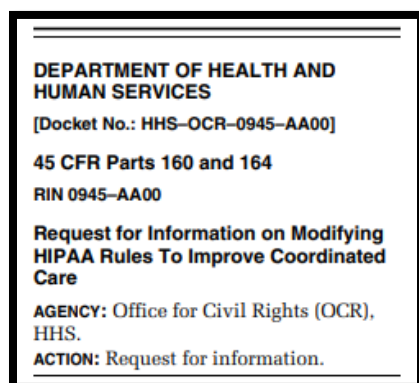 DEPARTMENT OF HEALTH AND
HUMAN SERVICES
[Docket No.: HHS–OCR–0945–AA00]
45 CFR Parts 160 and 164
RIN 0945–AA00
Request for Information on Modifying
HIPAA Rules To Improve Coordinated
Care
AGENCY: Office for Civil Rights (OCR),
HHS.
ACTION: Request for information.